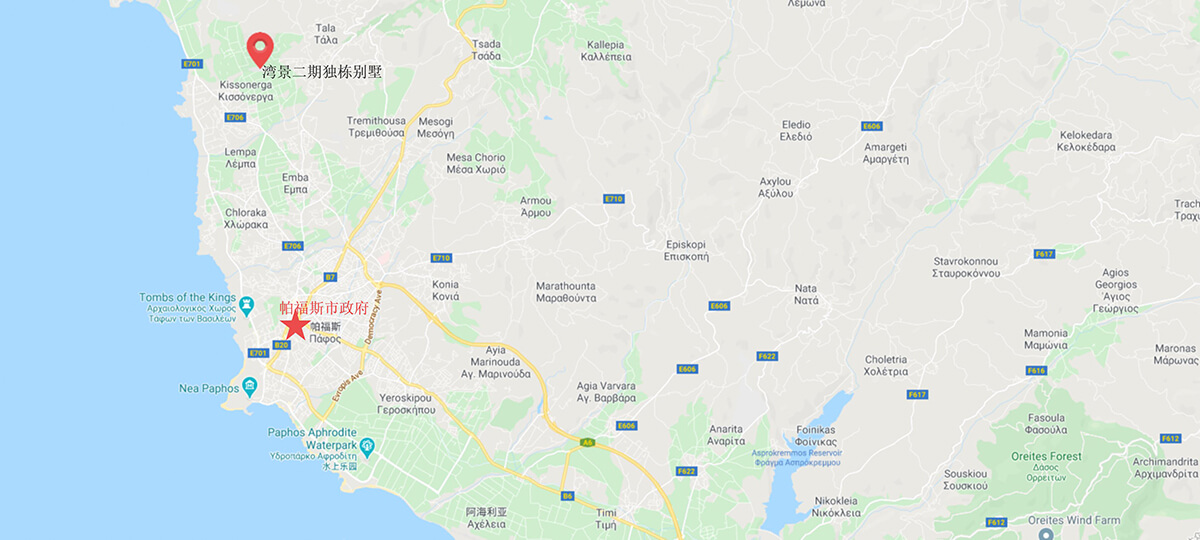 Λεμώνα
Tala
Τάλα
Tsada
Τσάδα
Kallepia
Καλλέπεια
E701
湾景二期独栋别墅
Kissonerga
Κισσόνεργα
E706
Tremithousa
Τρεμιθούσα
Mesogi
Μεσόγη
Eledio
Ελεδιό
E606
Amargeti
Αμαργέτη
Kelokedara
Κελοκέδαρα
Lempa
Λέμπα
Mesa Chorio
Μέσα Χωριό
Emba
Έμπα
Axylou
Αξύλου
Armou
Άρμου
E710
Chloraka
Χλώρακα
E706
Trach
Τραχυ
Episkopi
Επισκοπή
E710
F617
Stavrokonnou
Σταυροκόννου
B7
Konia
Κονιά
Marathounta
Μαραθούντα
Nata
Νατά
Agios
Georgios
Άγιος
Γεώργιος
Tombs of the Kings
Αρχαιολογικός Χώρος
Τάφων των Βασιλέων
帕福斯市政府
Democracy Ave
E606
帕福斯
Πάφος
B20
E701
Mamonia
Μαμώνια
Ayia
Marinouda
Αγ. Μαρινούδα
F622
Choletria
Χολέτρια
Maronas
Μάρωνας
E606
F616
Nea Paphos
Evropis Ave
Agia Varvara
Αγ. Βαρβάρα
F617
Yeroskipou
Γεροσκήπου
Fasoula
Φασούλα
E606
Anarita
Αναρίτα
Foinikas
Φοίνικας
Paphos Aphrodite
Waterpark
Υδροπάρκο Αφροδίτη
水上乐园
A6
F612
Asprokremmos Reservoir
Φράγμα Ασπρόκρεμμου
Oreites Forest
Δάσος
Ορρειτών
Archimandrita
Αρχιμανδρίτα
F622
Souskiou
Σουσκιού
B6
Nikokleia
Νικόκλεια
阿海利亚
Αχέλεια
Timi
Τίμη
F612
Oreites Wind Farm